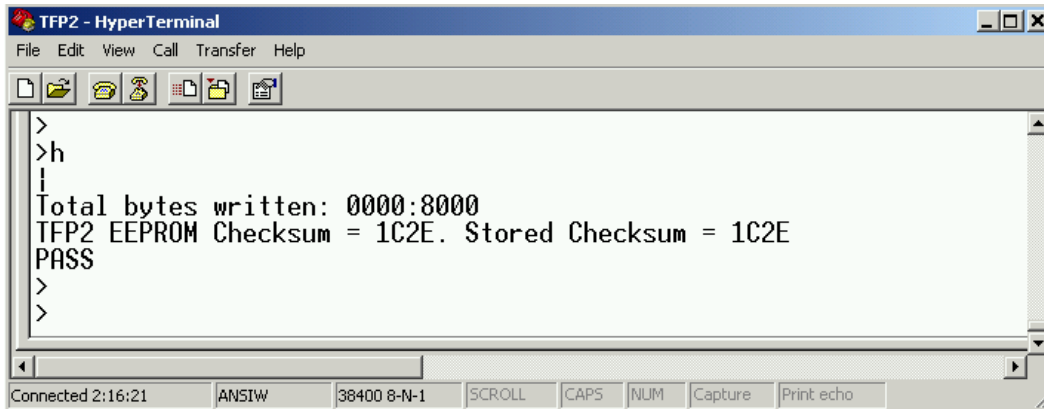 TFP2 - HyperTerminal
File Edit View Call Transfer Help
>
>h
¦
Total bytes written: 0000:8000
TFP2 EEPROM Checksum = 1C2E. Stored Checksum = 1C2E
PASS
>
>
Connected 2:16:21 ANSIW 38400 8-N-1 SCROLL CAPS NUM Capture Print echo